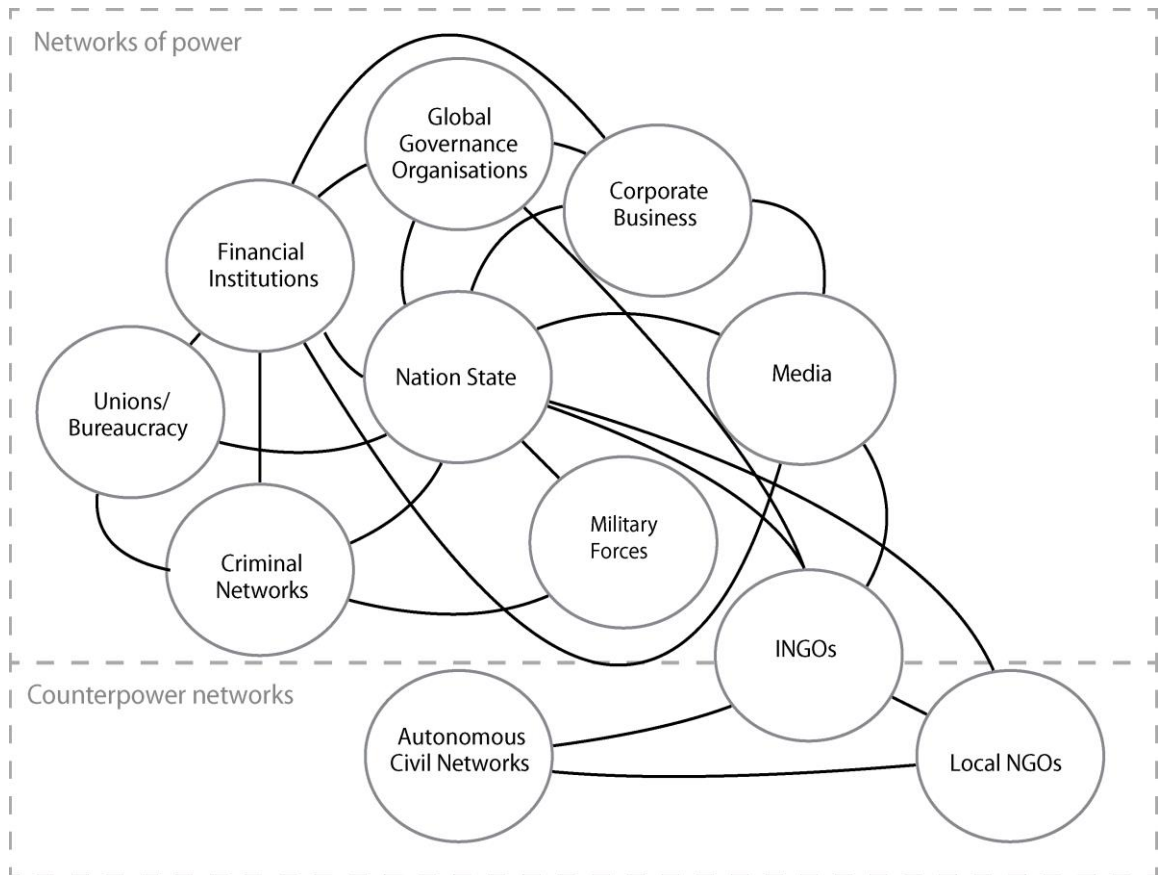 Networks of power
Global
Governance
Organisations
Corporate
Business
Financial
Institutions
Nation State
Media
Unions/
Bureaucracy
Military
Forces
Criminal
Networks
INGOs
Counterpower networks
Autonomous
Civil Networks
Local NGOs